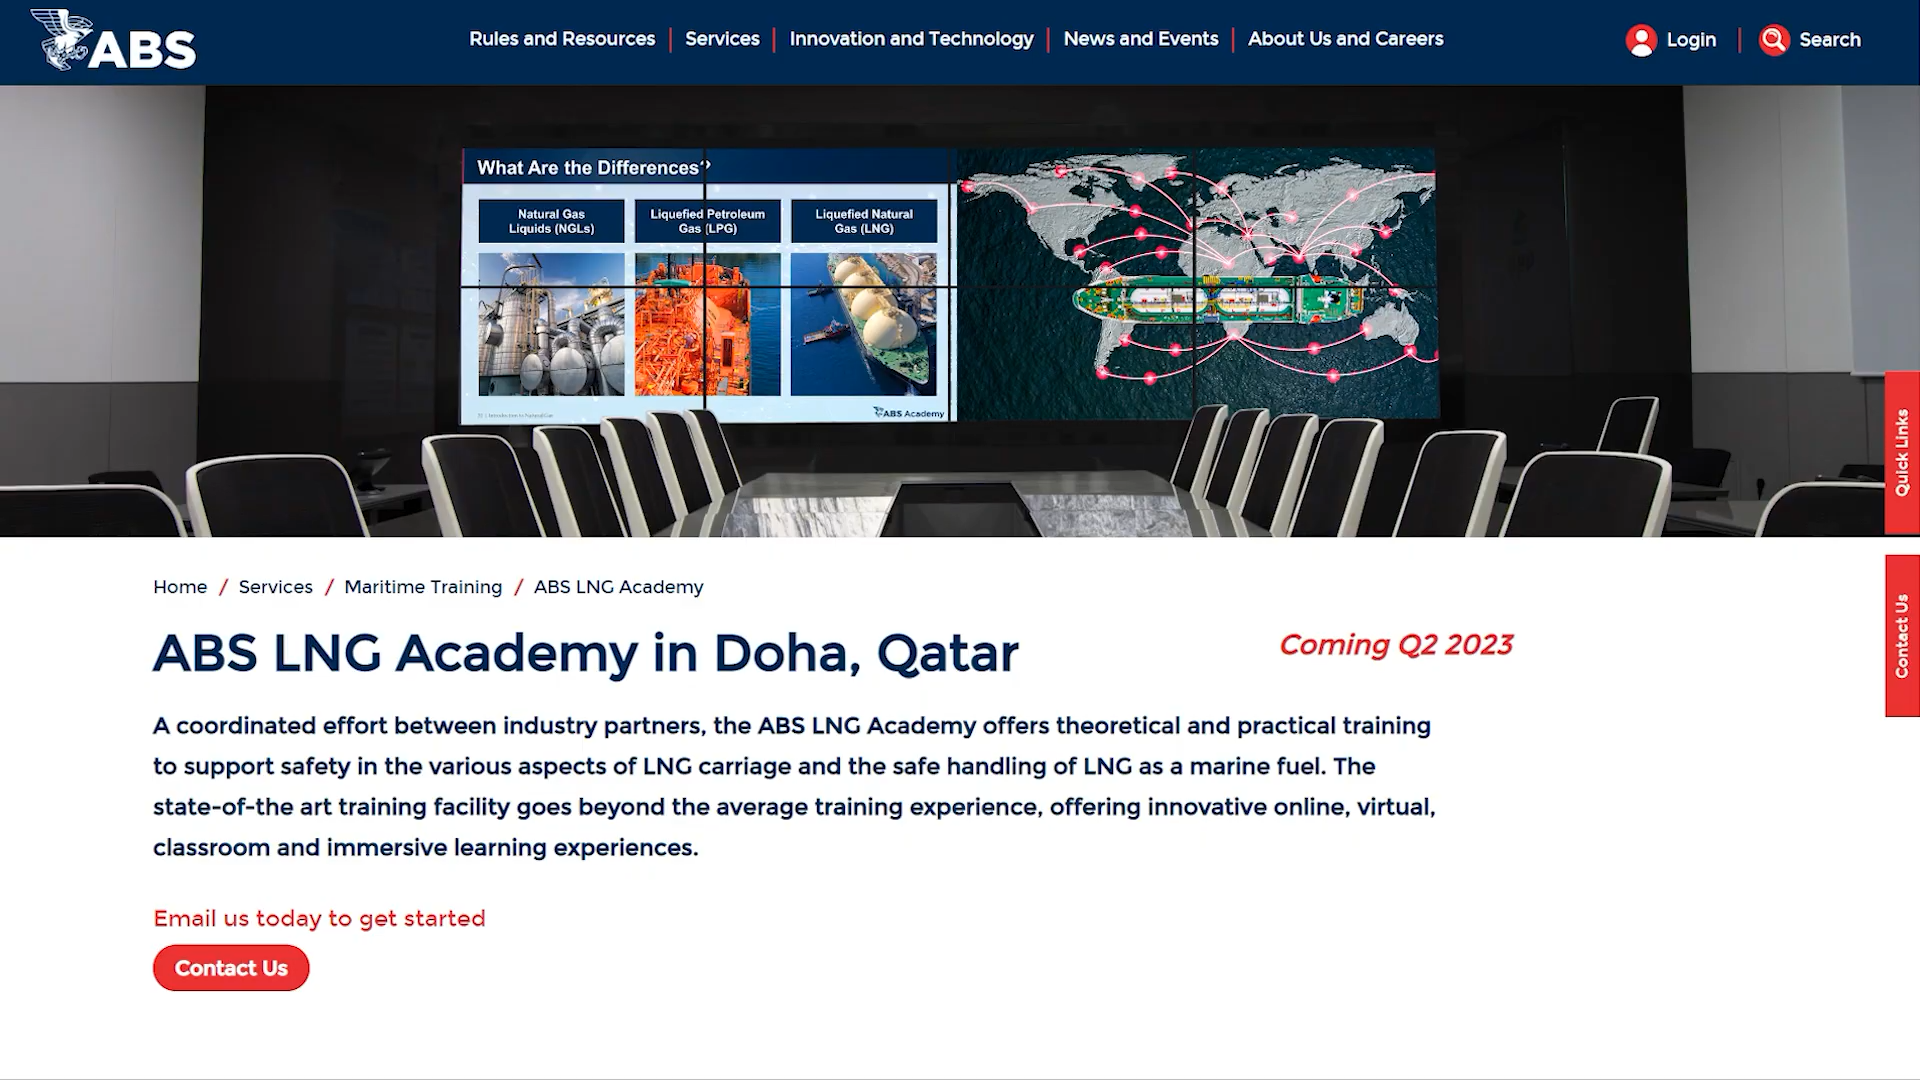 ABS
Rules and Resources
Services
Innovation and Technology
News and Events
About Us and Careers
Login
Search
What Are the Differences?
Natural Gas
Liquids (NGLs)
Liquefied Petroleum
Gas (LPG)
Liquefied Natural
Gas (LNG)
ABS Academy
Quick Links
Contact Us
Home / Services / Maritime Training / ABS LNG Academy
ABS LNG Academy in Doha, Qatar
Coming Q2 2023
A coordinated effort between industry partners, the ABS LNG Academy offers theoretical and practical training
to support safety in the various aspects of LNG carriage and the safe handling of LNG as a marine fuel. The
state-of-the art training facility goes beyond the average training experience, offering innovative online, virtual,
classroom and immersive learning experiences.
Email us today to get started
Contact Us